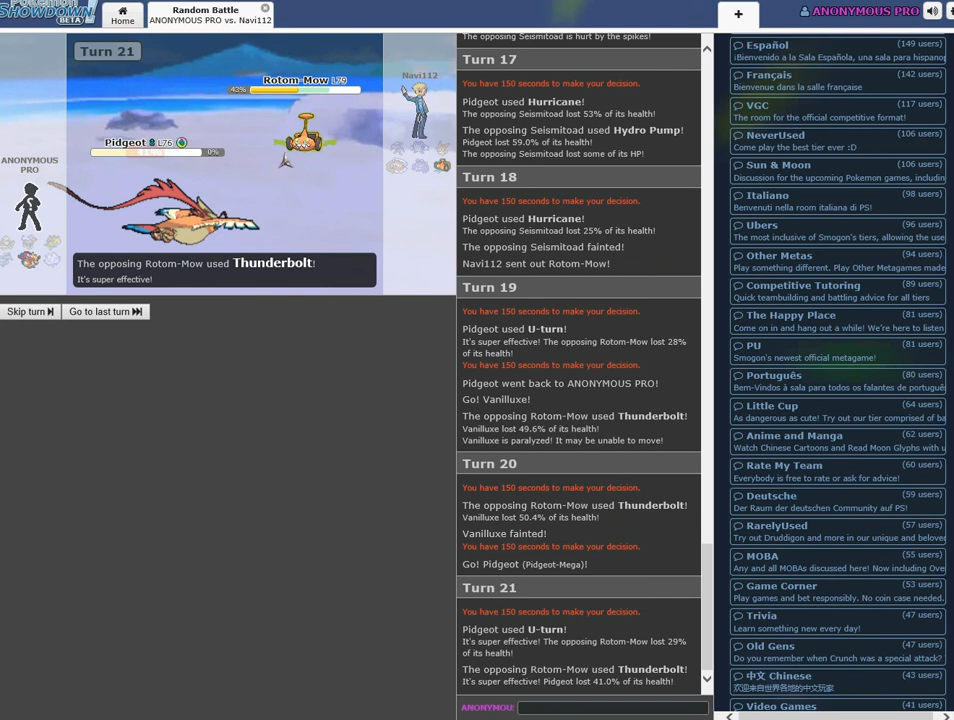 Pokémon
SHOWDOWN
BETA
Home
Random Battle
ANONYMOUS PRO vs. Navi112
+
ANONYMOUS PRO
Turn 21
Rotom-Mow L79
43%
Navi112
Pidgeot L76
0%
ANONYMOUS
PRO
The opposing Rotom-Mow used Thunderbolt!
It's super effective!
Skip turn
Go to last turn
The opposing Seismitoad is hurt by the spikes!
Turn 17
You have 150 seconds to make your decision.
Pidgeot used Hurricane!
The opposing Seismitoad lost 53% of its health!
The opposing Seismitoad used Hydro Pump!
Pidgeot lost 59.0% of its health!
The opposing Seismitoad lost some of its HP!
Turn 18
You have 150 seconds to make your decision.
Pidgeot used Hurricane!
The opposing Seismitoad lost 25% of its health!
The opposing Seismitoad fainted!
Navi112 sent out Rotom-Mow!
Turn 19
You have 150 seconds to make your decision.
Pidgeot used U-turn!
It's super effective! The opposing Rotom-Mow lost 28%
of its health!
You have 150 seconds to make your decision.
Pidgeot went back to ANONYMOUS PRO!
Go! Vanilluxe!
The opposing Rotom-Mow used Thunderbolt!
Vanilluxe lost 49.6% of its health!
Vanilluxe is paralyzed! It may be unable to move!
Turn 20
You have 150 seconds to make your decision.
The opposing Rotom-Mow used Thunderbolt!
Vanilluxe lost 50.4% of its health!
Vanilluxe fainted!
You have 150 seconds to make your decision.
Go! Pidgeot (Pidgeot-Mega)!
Turn 21
You have 150 seconds to make your decision.
Pidgeot used U-turn!
It's super effective! The opposing Rotom-Mow lost 29%
of its health!
The opposing Rotom-Mow used Thunderbolt!
It's super effective! Pidgeot lost 41.0% of its health!
ANONYMOU:
Español (149 users)
¡Bienvenido a la Sala Española, una sala para hispanop
Français (142 users)
Bienvenue dans la salle française
VGC (117 users)
The room for the official competitive format!
NeverUsed (106 users)
Come play the best tier ever :D
Sun & Moon (106 users)
Discussion for the upcoming Pokemon games, includin
Italiano (98 users)
Benvenuti nella room italiana di PS!
Ubers (96 users)
The most inclusive of Smogon's tiers, allowing the use
Other Metas (94 users)
Play something different. Play Other Metagames made
Competitive Tutoring (89 users)
Quick teambuilding and battling advice for all tiers
The Happy Place (81 users)
Come on in and hang out a while! We're here to listen
PU (81 users)
Smogon's newest official metagame!
Português (80 users)
Bem-Vindos à sala para todos os falantes de portuguê
Little Cup (64 users)
As dangerous as cute! Try out our tier comprised of ba
Anime and Manga (62 users)
Watch Chinese Cartoons and Read Moon Glyphs with u
Rate My Team (60 users)
Everybody is free to rate or ask for advice!
Deutsche (59 users)
Der Raum der deutschen Community auf PS!
RarelyUsed (57 users)
Try out Druddigon and more in our unique and belove
MOBA (55 users)
Any and all MOBAs discussed here! Now including Ove
Game Corner (53 users)
Play games and bet responsibly. No coin case needed.
Trivia (47 users)
Learn something new every day!
Old Gens (47 users)
Do you remember when Crunch was a special attack?
中文 Chinese (43 users)
欢迎来自世界各地的中文玩家
Video Games (41 users)